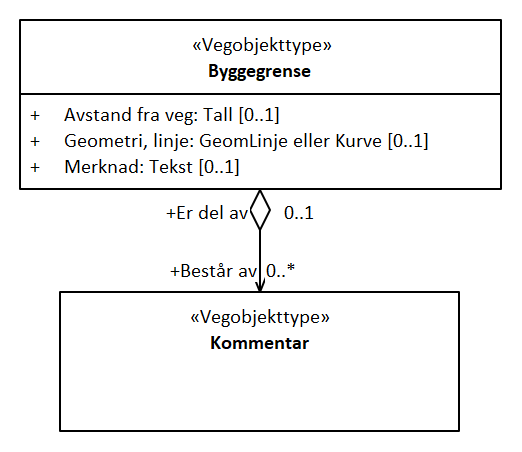 «Vegobjekttype»
Byggegrense
+ Avstand fra veg: Tall [0..1]
+ Geometri, linje: GeomLinje eller Kurve [0..1]
+ Merknad: Tekst [0..1]
+Er del av 0..1
+Består av 0..*
«Vegobjekttype»
Kommentar